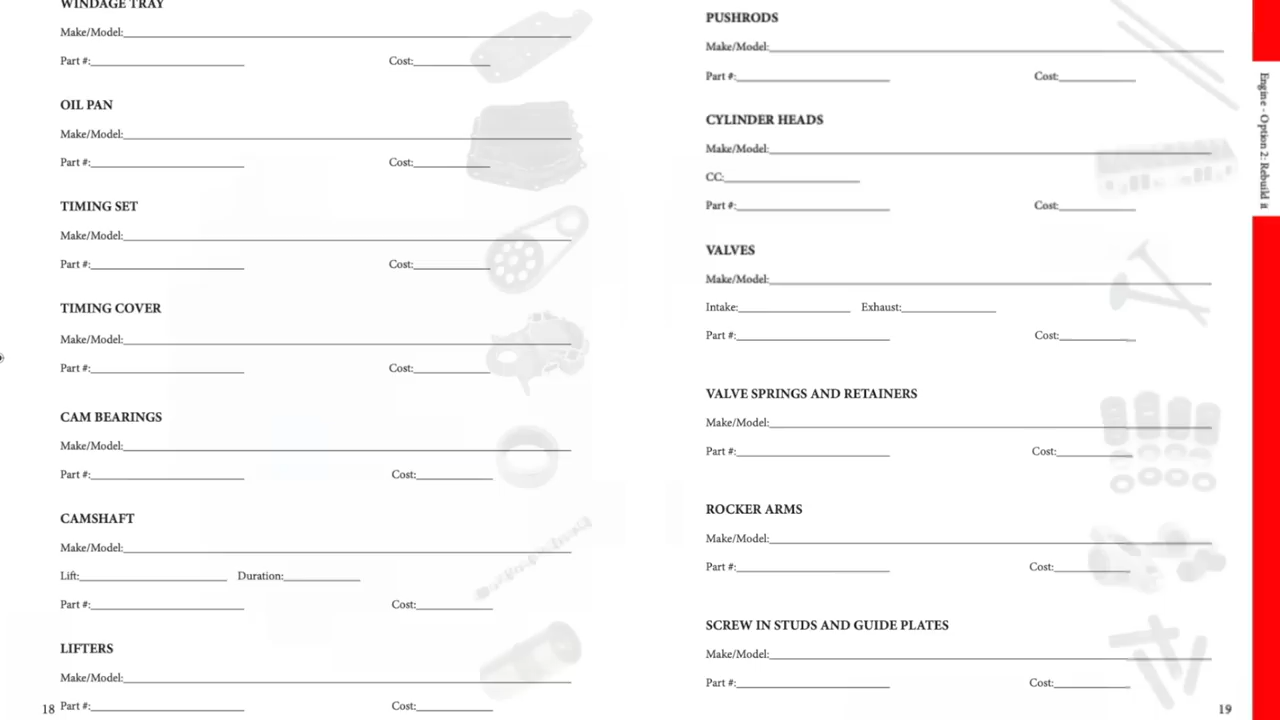 WINDAGE TRAY
Make/Model:
Part #: Cost:
OIL PAN
Make/Model:
Part #: Cost:
TIMING SET
Make/Model:
Part #: Cost:
TIMING COVER
Make/Model:
Part #: Cost:
CAM BEARINGS
Make/Model:
Part #: Cost:
CAMSHAFT
Make/Model:
Lift: Duration:
Part #: Cost:
LIFTERS
Make/Model:
Part #: Cost:
18
PUSHRODS
Make/Model:
Part #: Cost:
CYLINDER HEADS
Make/Model:
CC:
Part #: Cost:
VALVES
Make/Model:
Intake: Exhaust:
Part #: Cost:
VALVE SPRINGS AND RETAINERS
Make/Model:
Part #: Cost:
ROCKER ARMS
Make/Model:
Part #: Cost:
SCREW IN STUDS AND GUIDE PLATES
Make/Model:
Part #: Cost:
19
Engine - Option 2: Rebuild it